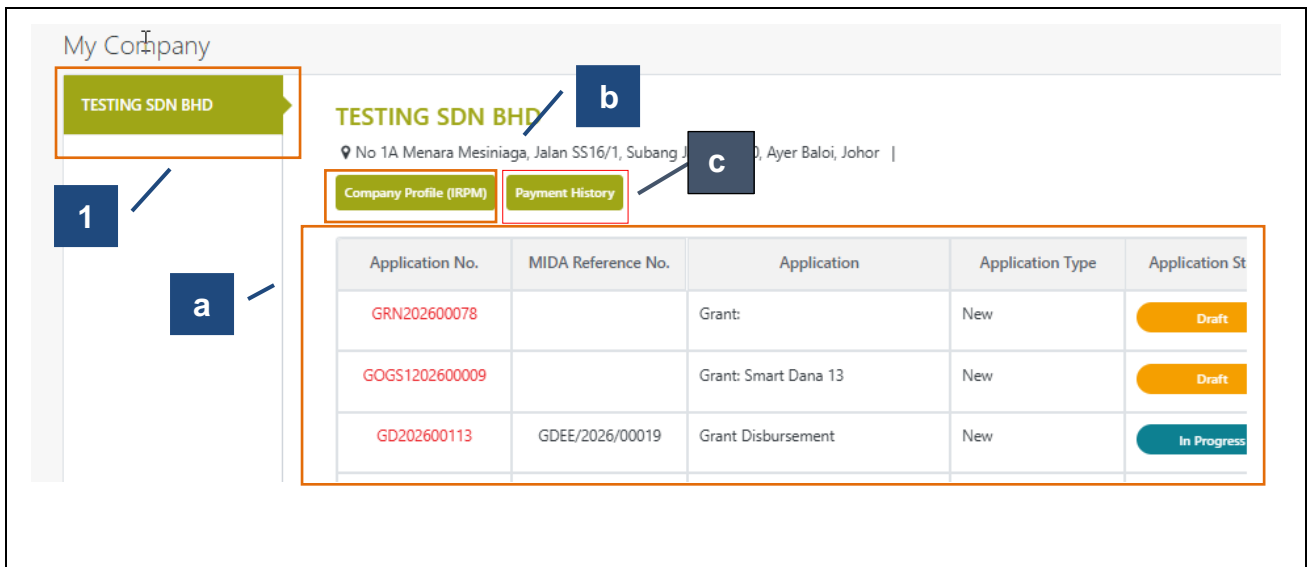 My Company
TESTING SDN BHD
b
TESTING SDN BHD
No 1A Menara Mesiniaga, Jalan SS16/1, Subang J 0, Ayer Baloi, Johor |
c
Company Profile (IRPM) Payment History
1
a
Application No. MIDA Reference No. Application Application Type Application St
GRN202600078 Grant: New Draft
GOGS1202600009 Grant: Smart Dana 13 New Draft
GD202600113 GDEE/2026/00019 Grant Disbursement New In Progress